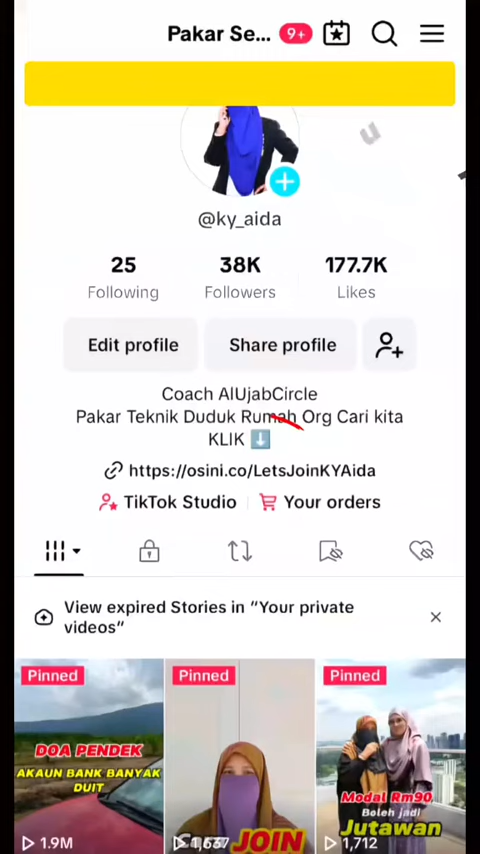 Pakar Se...
9+
@ky_aida
25
38K
177.7K
Following
Followers
Likes
Edit profile
Share profile
Coach AlUjabCircle
Pakar Teknik Duduk Rumah Org Cari kita
KLIK ⬇️
https://osini.co/LetsJoinKYAida
TikTok Studio
Your orders
View expired Stories in "Your private
videos"
Pinned
Pinned
Pinned
DOA PENDEK
AKAUN BANK BANYAK
DUIT
1.9M
JOIN
1,637
Modal Rm90
Boleh jadi
Jutawan
1,712